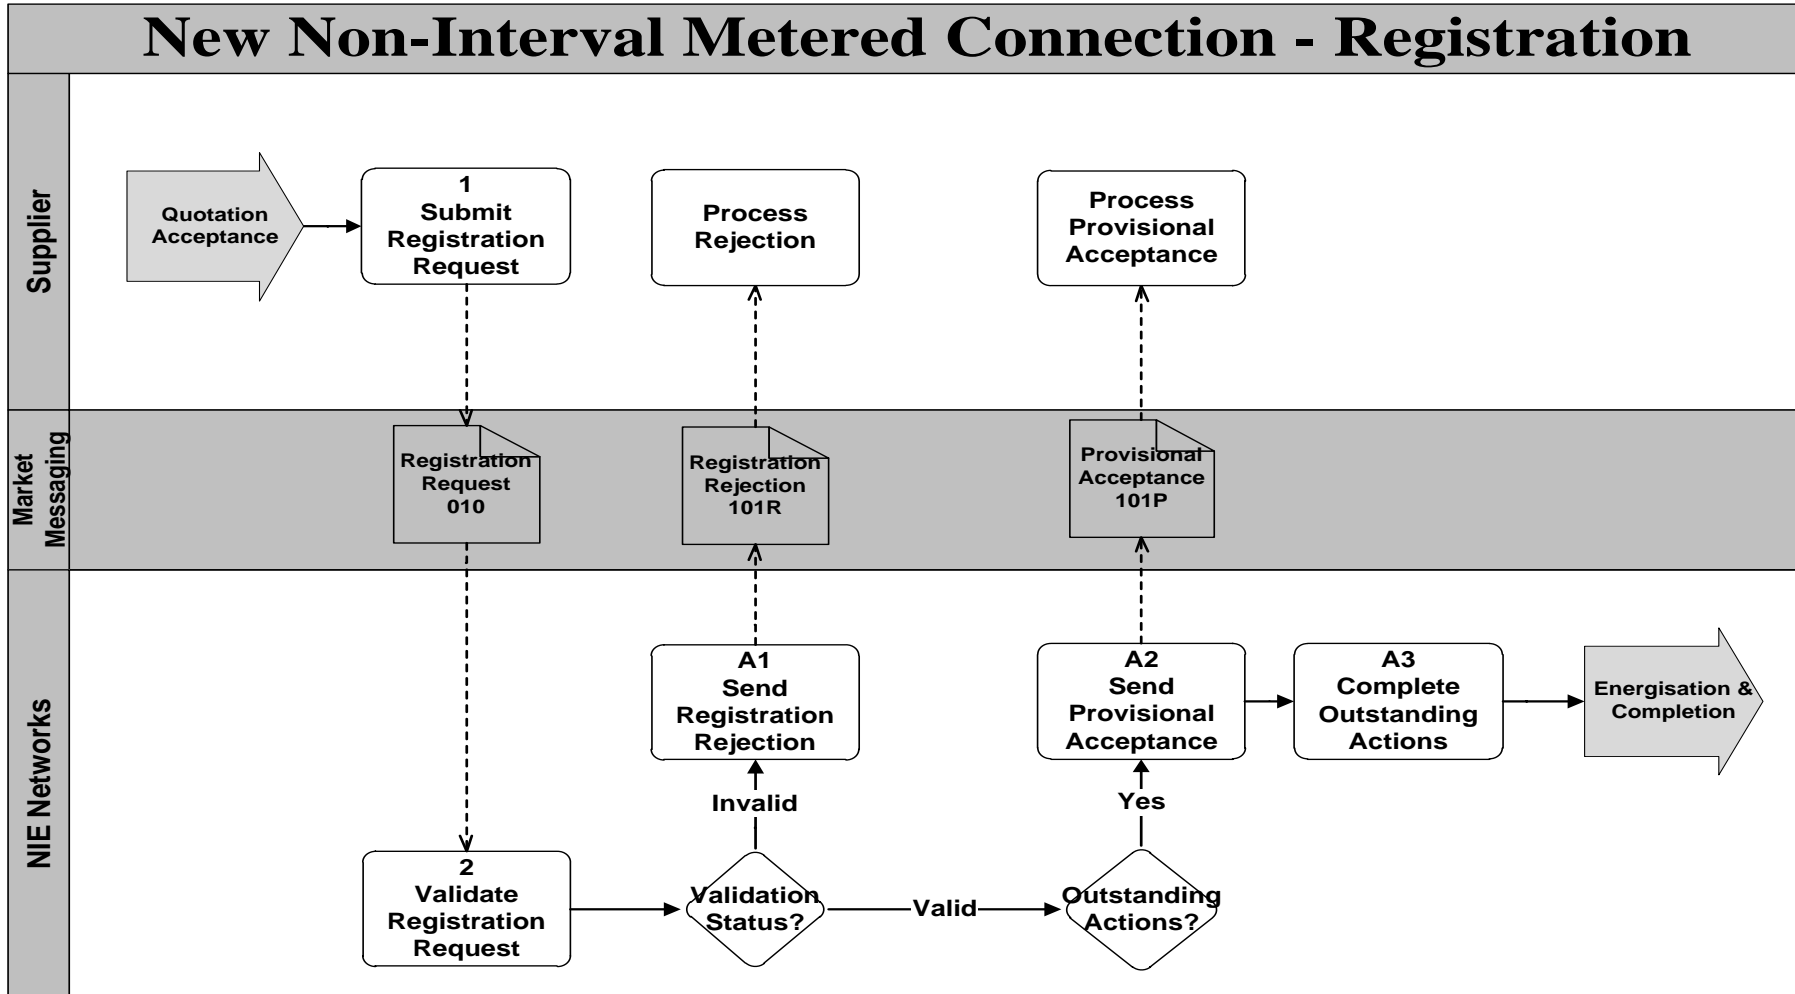 New Non-Interval Metered Connection - Registration
Supplier
Quotation
Acceptance
1
Submit
Registration
Request
Process
Rejection
Process
Provisional
Acceptance
Market
Messaging
Registration
Request
010
Registration
Rejection
101R
Provisional
Acceptance
101P
NIE Networks
A1
Send
Registration
Rejection
A2
Send
Provisional
Acceptance
A3
Complete
Outstanding
Actions
Energisation &
Completion
Invalid
Yes
2
Validate
Registration
Request
Validation
Status?
Valid
Outstanding
Actions?